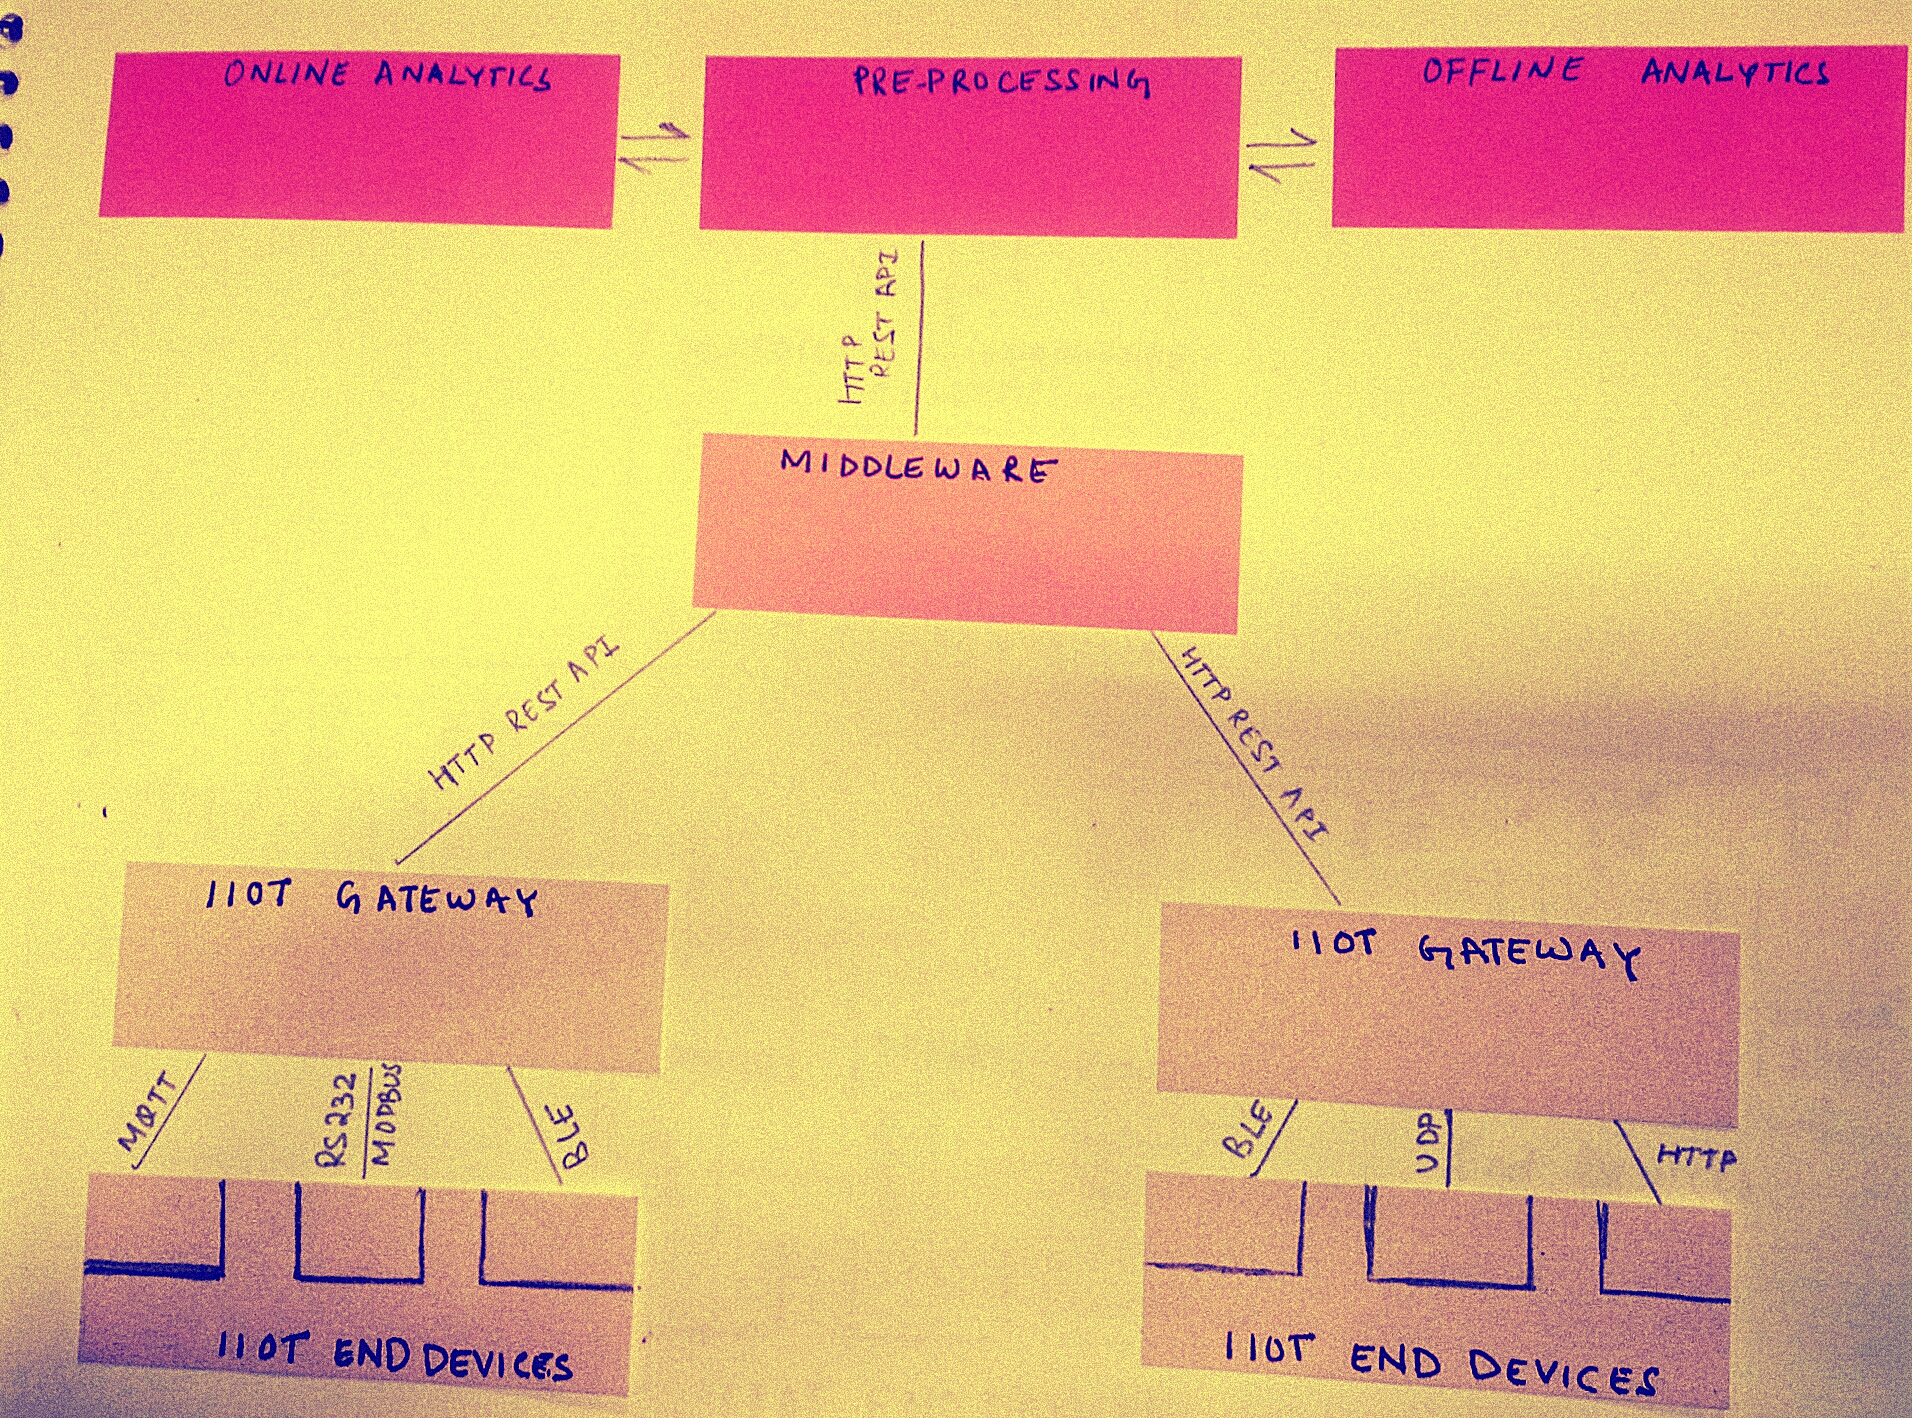 ONLINE ANALYTICS
PRE-PROCESSING
OFFLINE ANALYTICS
HTTP
REST API
MIDDLEWARE
HTTP REST API
HTTP REST API
IIOT GATEWAY
IIOT GATEWAY
MQTT
RS232
MODBUS
BLE
BLE
UDP
HTTP
IIOT END DEVICES
IIOT END DEVICES